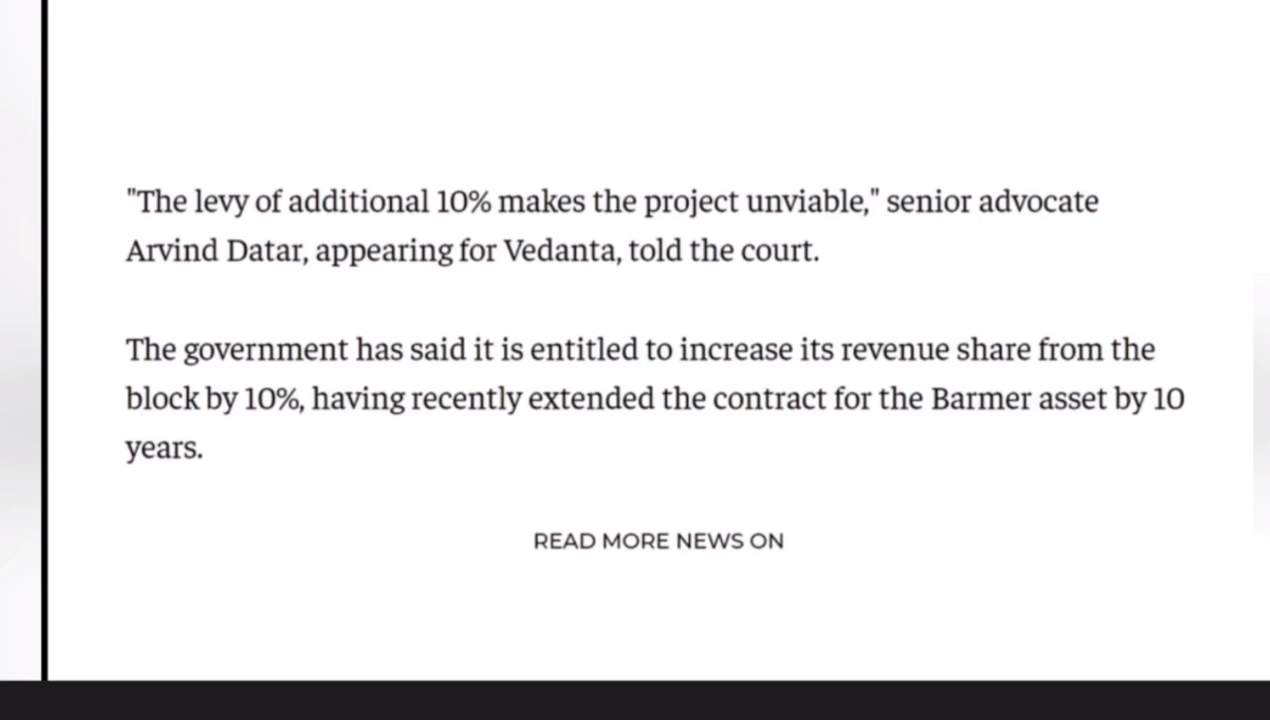 "The levy of additional 10% makes the project unviable," senior advocate
Arvind Datar, appearing for Vedanta, told the court.
The government has said it is entitled to increase its revenue share from the
block by 10%, having recently extended the contract for the Barmer asset by 10
years.
READ MORE NEWS ON